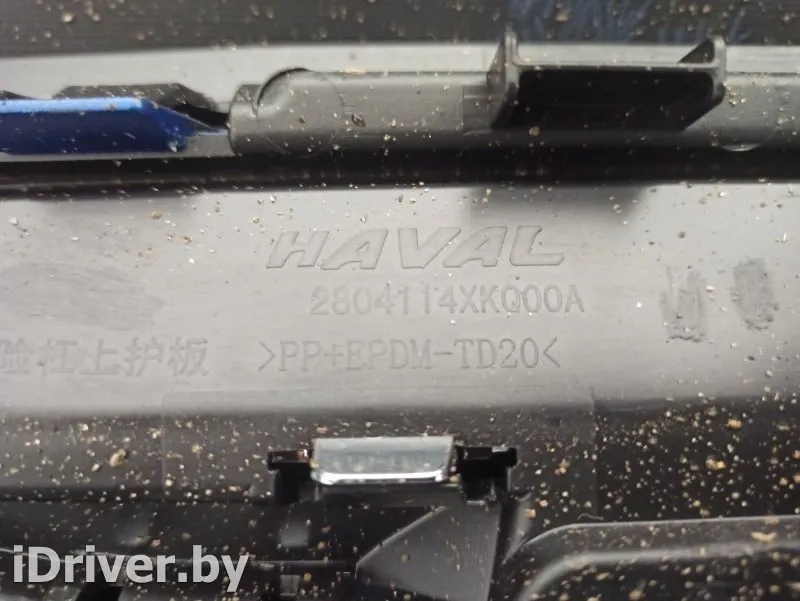 HAVAL
2804114XKQ00A
险杠上护板 >PP+EPDM-TD20<
iDriver.by